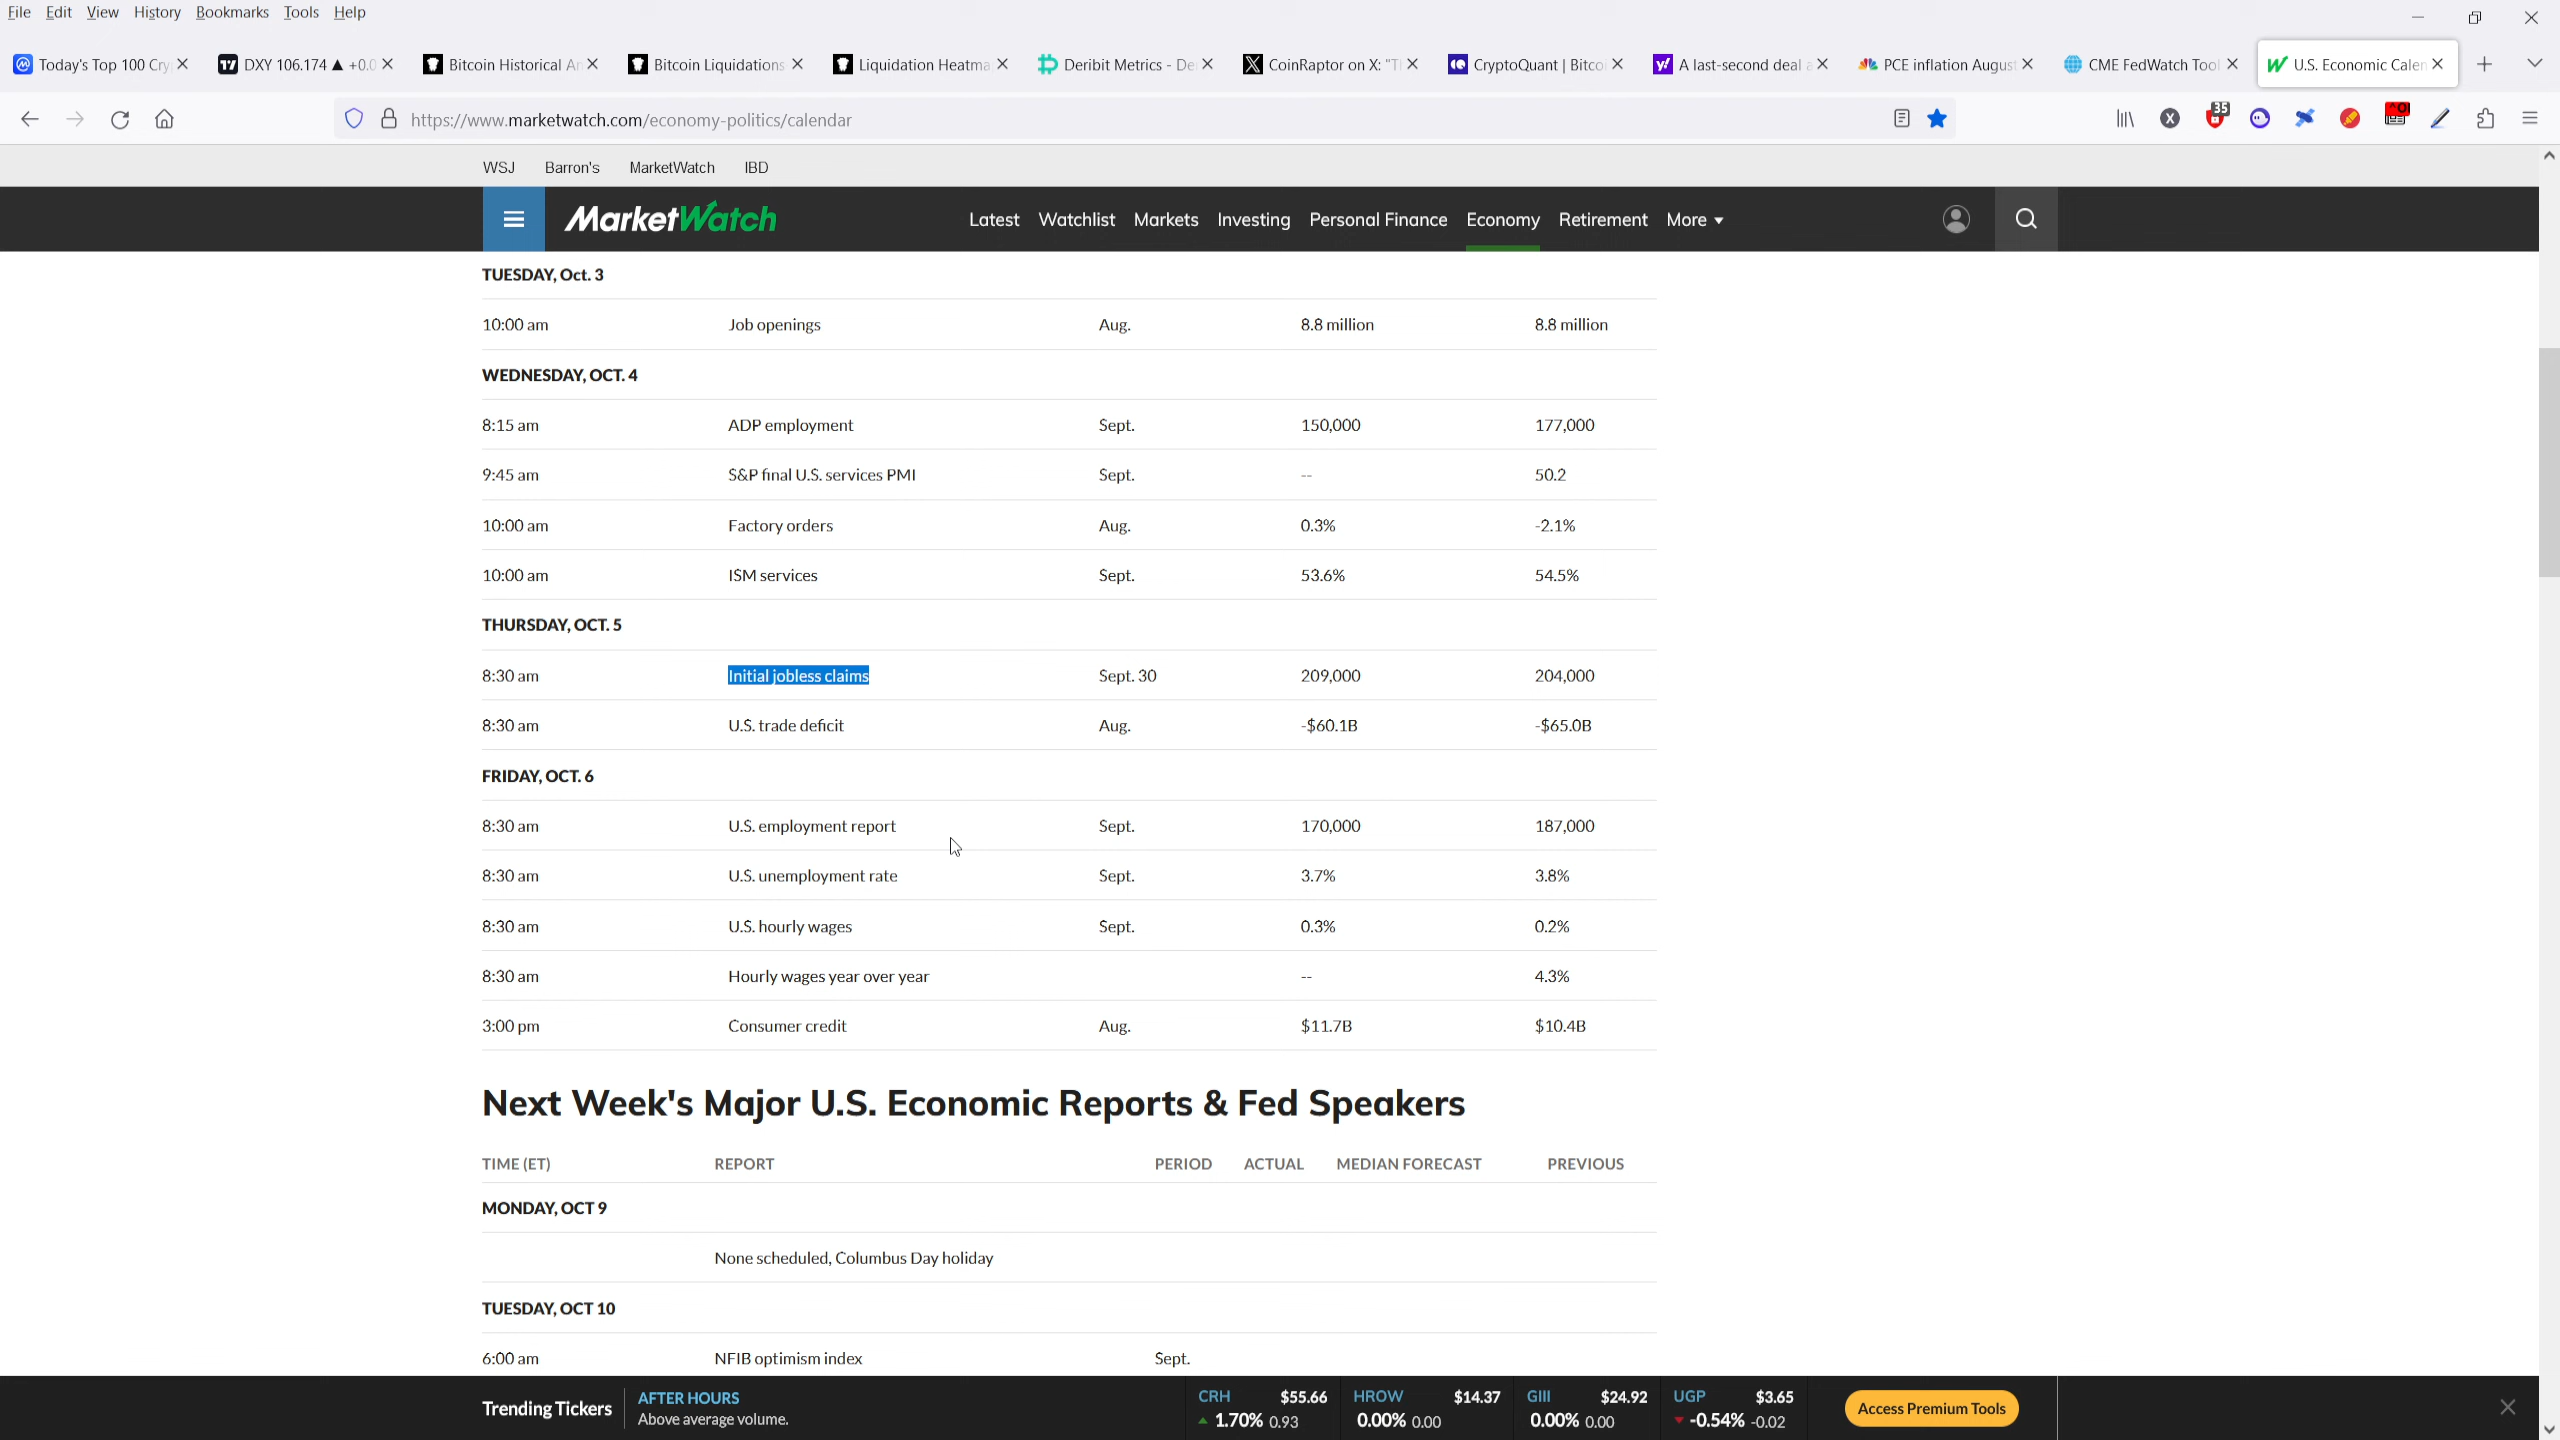 File Edit View History Bookmarks Tools Help
Today's Top 100 Cry DXY 106.174 ▲ +0.0 Bitcoin Historical An Bitcoin Liquidations Liquidation Heatma Deribit Metrics - De CoinRaptor on X: "T CryptoQuant | Bitco A last-second deal a PCE inflation August CME FedWatch Tool U.S. Economic Calen
https://www.marketwatch.com/economy-politics/calendar 35
WSJ Barron's MarketWatch IBD
MarketWatch Latest Watchlist Markets Investing Personal Finance Economy Retirement More
TUESDAY, Oct. 3
10:00 am Job openings Aug. 8.8 million 8.8 million
WEDNESDAY, OCT. 4
8:15 am ADP employment Sept. 150,000 177,000
9:45 am S&P final U.S. services PMI Sept. -- 50.2
10:00 am Factory orders Aug. 0.3% -2.1%
10:00 am ISM services Sept. 53.6% 54.5%
THURSDAY, OCT. 5
8:30 am Initial jobless claims Sept. 30 209,000 204,000
8:30 am U.S. trade deficit Aug. -$60.1B -$65.0B
FRIDAY, OCT. 6
8:30 am U.S. employment report Sept. 170,000 187,000
8:30 am U.S. unemployment rate Sept. 3.7% 3.8%
8:30 am U.S. hourly wages Sept. 0.3% 0.2%
8:30 am Hourly wages year over year -- 4.3%
3:00 pm Consumer credit Aug. $11.7B $10.4B
Next Week's Major U.S. Economic Reports & Fed Speakers
TIME (ET) REPORT PERIOD ACTUAL MEDIAN FORECAST PREVIOUS
MONDAY, OCT 9
None scheduled, Columbus Day holiday
TUESDAY, OCT 10
6:00 am NFIB optimism index Sept.
Trending Tickers AFTER HOURS CRH $55.66 HROW $14.37 GIII $24.92 UGP $3.65 Access Premium Tools
Above average volume. 1.70% 0.93 0.00% 0.00 0.00% 0.00 -0.54% -0.02